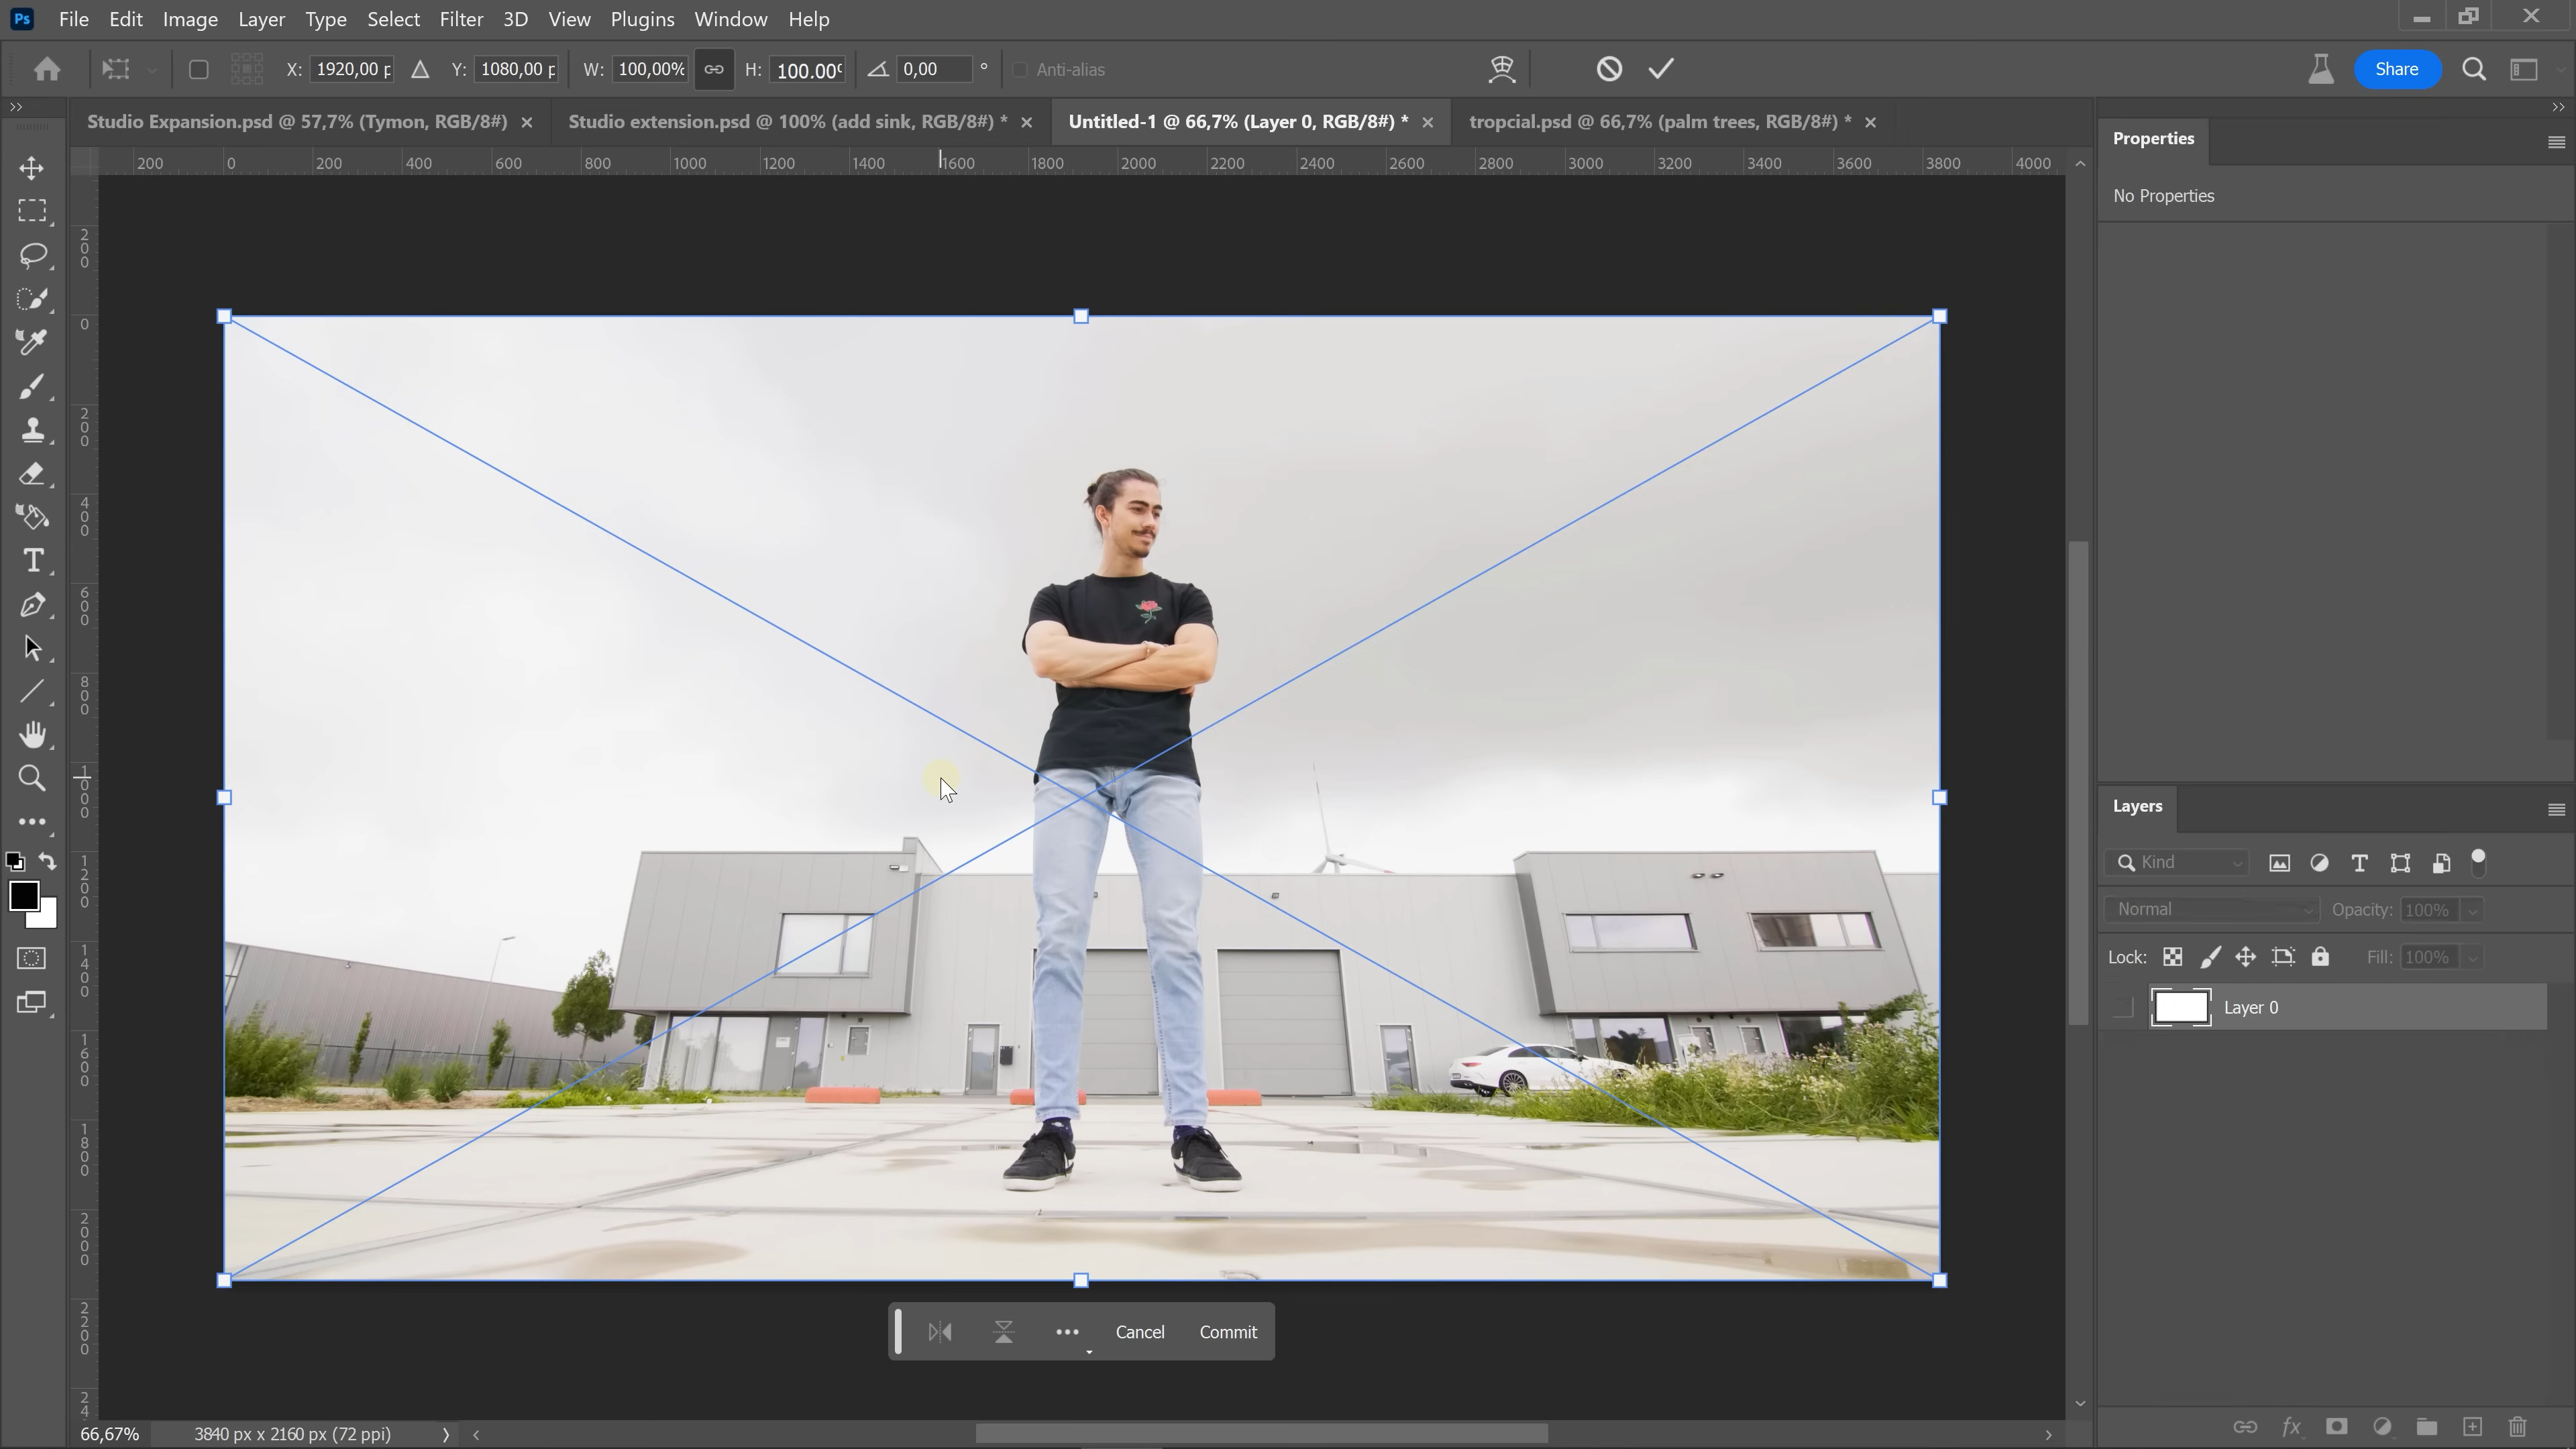 Ps File Edit Image Layer Type Select Filter 3D View Plugins Window Help
X: 1920,00 p Y: 1080,00 p W: 100,00% H: 100.00% 0,00 ° Anti-alias Share
Studio Expansion.psd @ 57,7% (Tymon, RGB/8#) × Studio extension.psd @ 100% (add sink, RGB/8#) * × Untitled-1 @ 66,7% (Layer 0, RGB/8#) * × tropcial.psd @ 66,7% (palm trees, RGB/8#) * ×
200 0 200 400 600 800 1000 1200 1400 1600 1800 2000 2200 2400 2600 2800 3000 3200 3400 3600 3800 4000
200
0
200
400
600
800
1000
1200
1400
1600
1800
2000
2200
24
Properties
No Properties
Layers
Kind
Normal Opacity: 100%
Lock: Fill: 100%
Layer 0
Cancel Commit
66,67% 3840 px x 2160 px (72 ppi)
fx